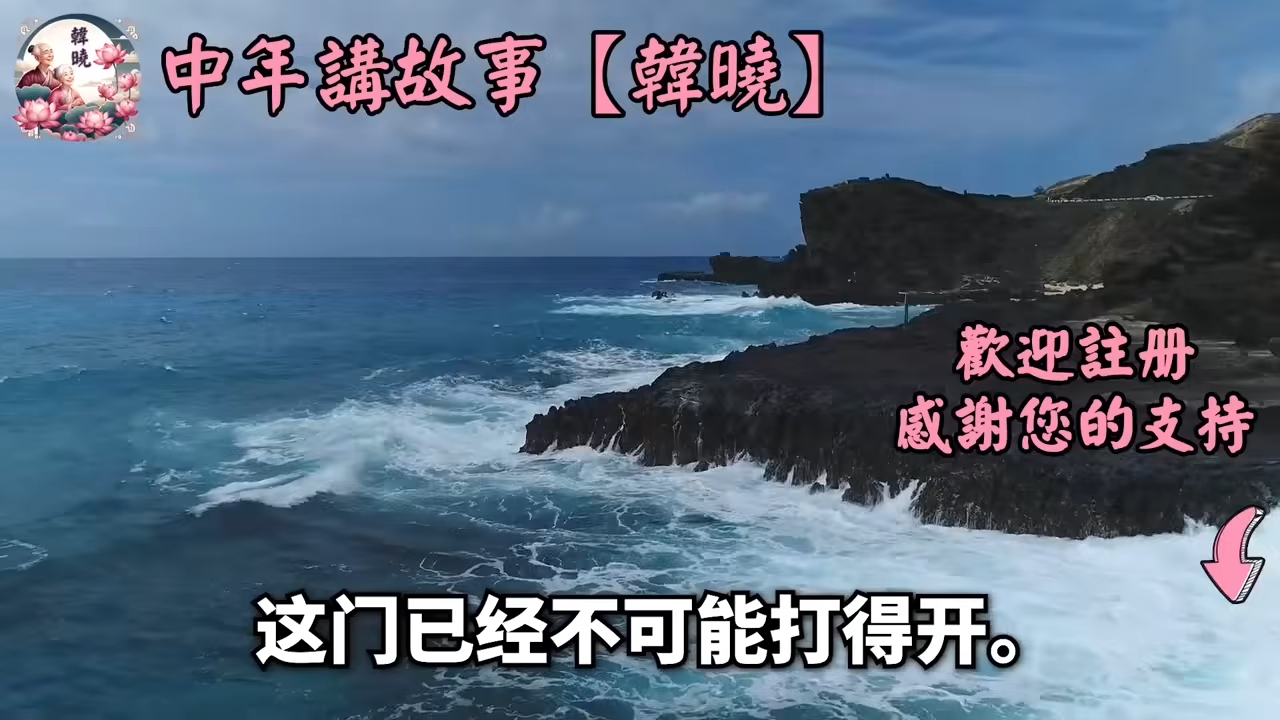 韓
曉
中年講故事【韓曉】
歡迎註册
感謝您的支持
这门已经不可能打得开。